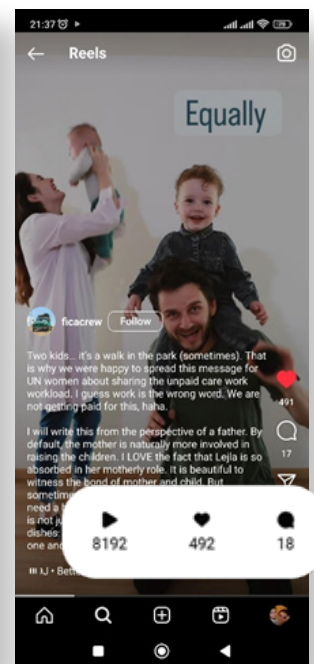 21:37
Reels
Equally
ficacrew Follow
Two kids... it's a walk in the park (sometimes). That
is why we were happy to spread this message for
UN women about sharing the unpaid care work
workload. I guess work is the wrong word. We are
not getting paid for this, haha.
491
I will write this from the perspective of a father. By
default, the mother is naturally more involved in
raising the children. I LOVE the fact that Lejla is so
17
absorbed in her motherly role. It is beautiful to
witness the bond of mother and child. But
sometime
need a
is not ju
dishes.
one and
8192 492 18